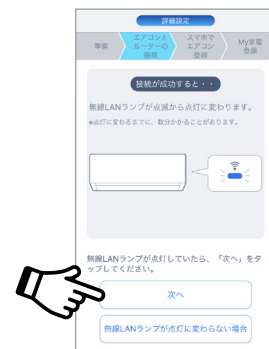 詳細設定
準備
エアコンと
ルーターの
接続
スマホで
エアコン
登録
My家電
登録
接続が成功すると・・
無線LANランプが点滅から点灯に変わります。
※点灯に変わるまでに、数分かかることがあります。
無線LANランプが点灯していたら、「次へ」をタ
ップしてください。
次へ
無線LANランプが点灯に変わらない場合